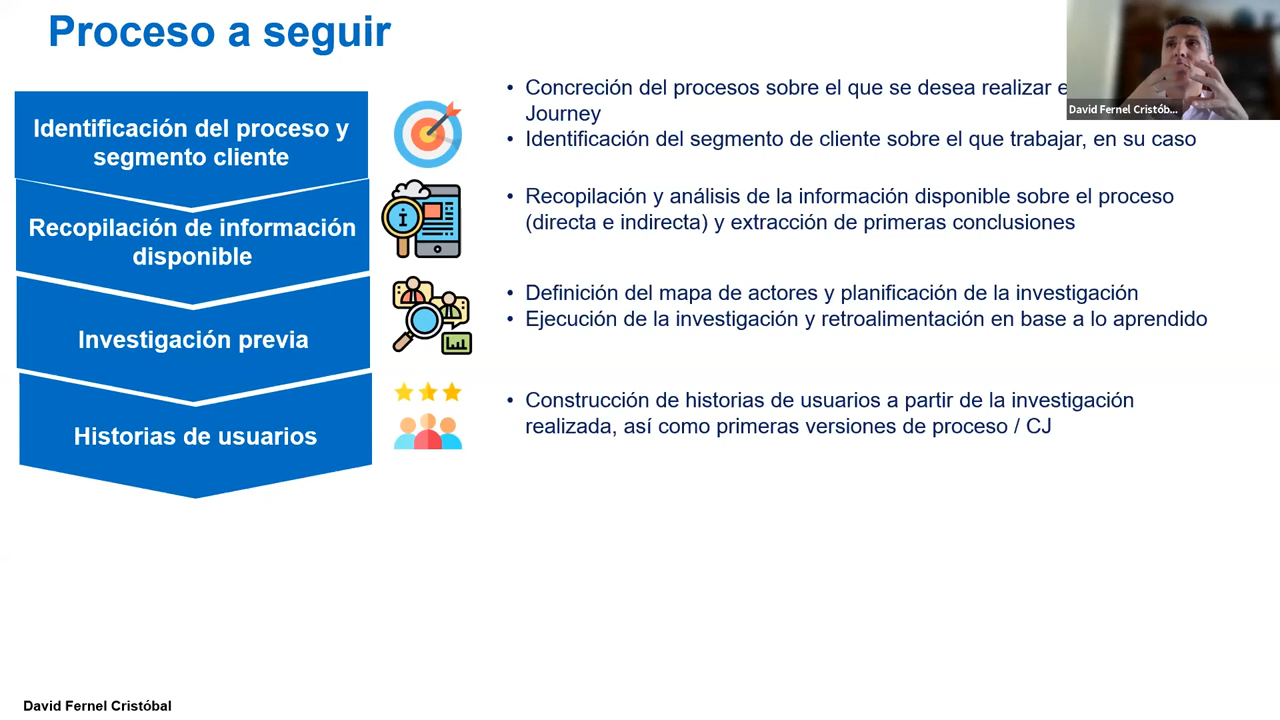 Proceso a seguir
Identificación del proceso y
segmento cliente
• Concreción del procesos sobre el que se desea realizar
Journey
• Identificación del segmento de cliente sobre el que trabajar, en su caso
David Fernel Cristób...
Recopilación de información
disponible
• Recopilación y análisis de la información disponible sobre el proceso
(directa e indirecta) y extracción de primeras conclusiones
Investigación previa
• Definición del mapa de actores y planificación de la investigación
• Ejecución de la investigación y retroalimentación en base a lo aprendido
Historias de usuarios
• Construcción de historias de usuarios a partir de la investigación
realizada, así como primeras versiones de proceso / CJ
David Fernel Cristóbal